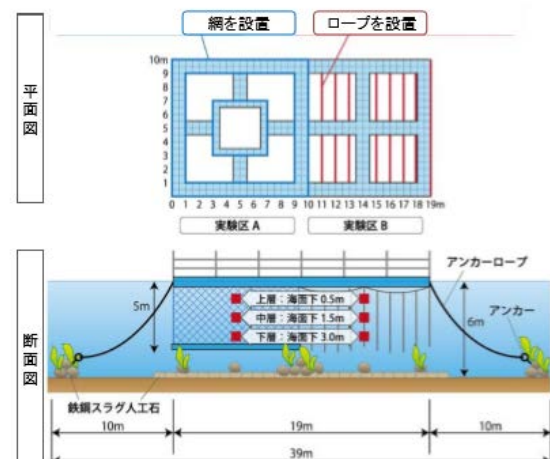 網を設置
ロープを設置
平面図
10m
9
8
7
6
5
4
3
2
1
0 1 2 3 4 5 6 7 8 9 10 11 12 13 14 15 16 17 18 19m
実験区 A
実験区 B
断面図
アンカーロープ
5m
上層：海面下 0.5m
中層：海面下 1.5m
下層：海面下 3.0m
6m
アンカー
鉄鋼スラグ人工石
10m
19m
10m
39m